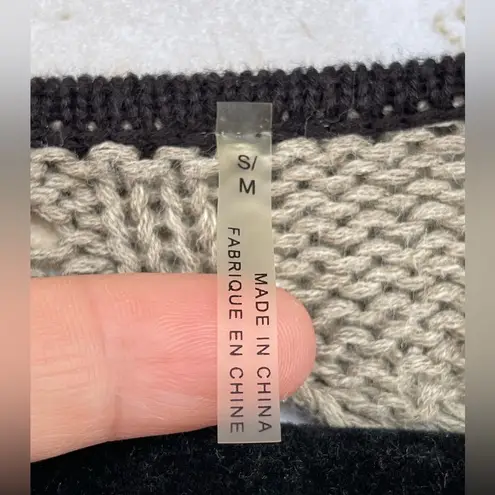 S/
M
MADE IN CHINA
FABRIQUE EN CHINE